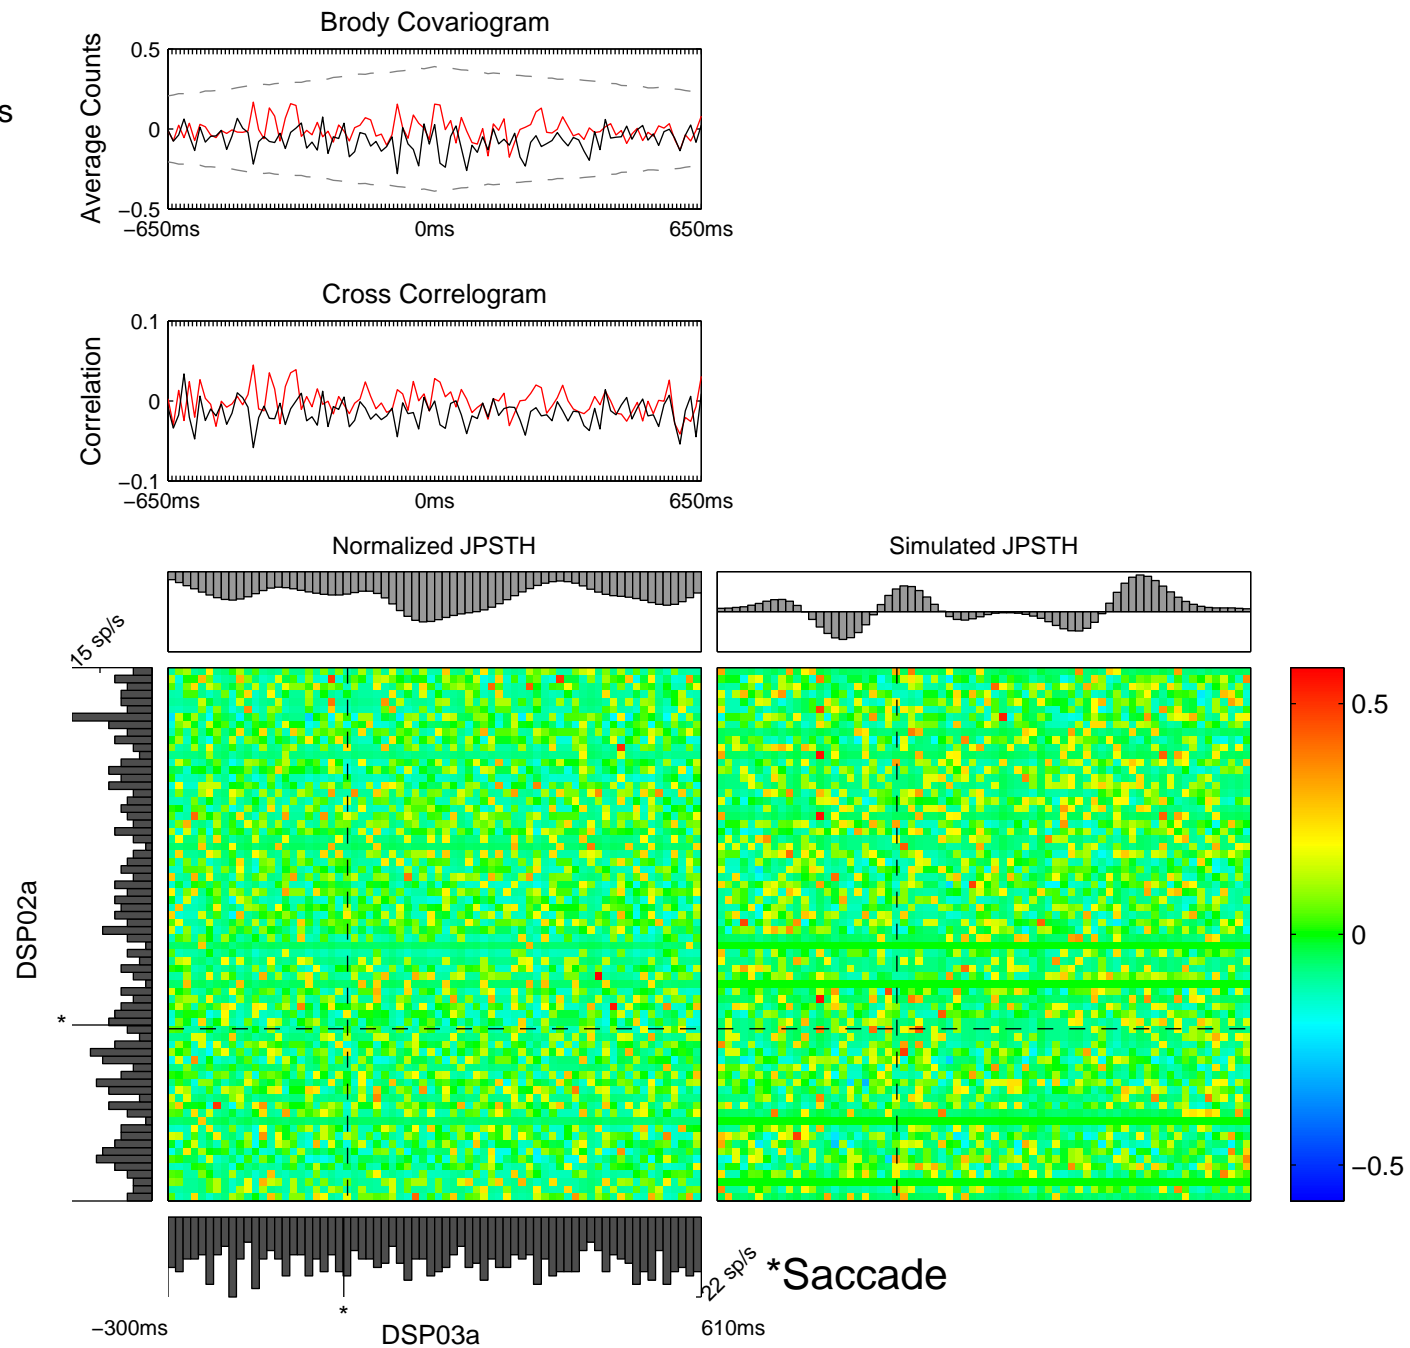 Brody Covariogram
Average Counts
0.5
0
−0.5
−650ms
0ms
650ms
s
Cross Correlogram
Correlation
0.1
0
−0.1
−650ms
0ms
650ms
Normalized JPSTH
Simulated JPSTH
15 sp/s
DSP02a
*
0.5
0
−0.5
22 sp/s
*Saccade
*
−300ms
DSP03a
610ms